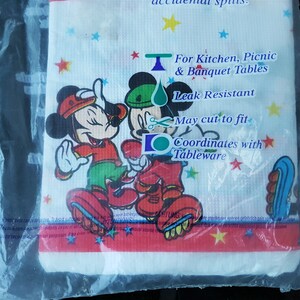 accidental spills.
For Kitchen, Picnic
& Banquet Tables
Leak Resistant
May cut to fit
Coordinates with
Tableware